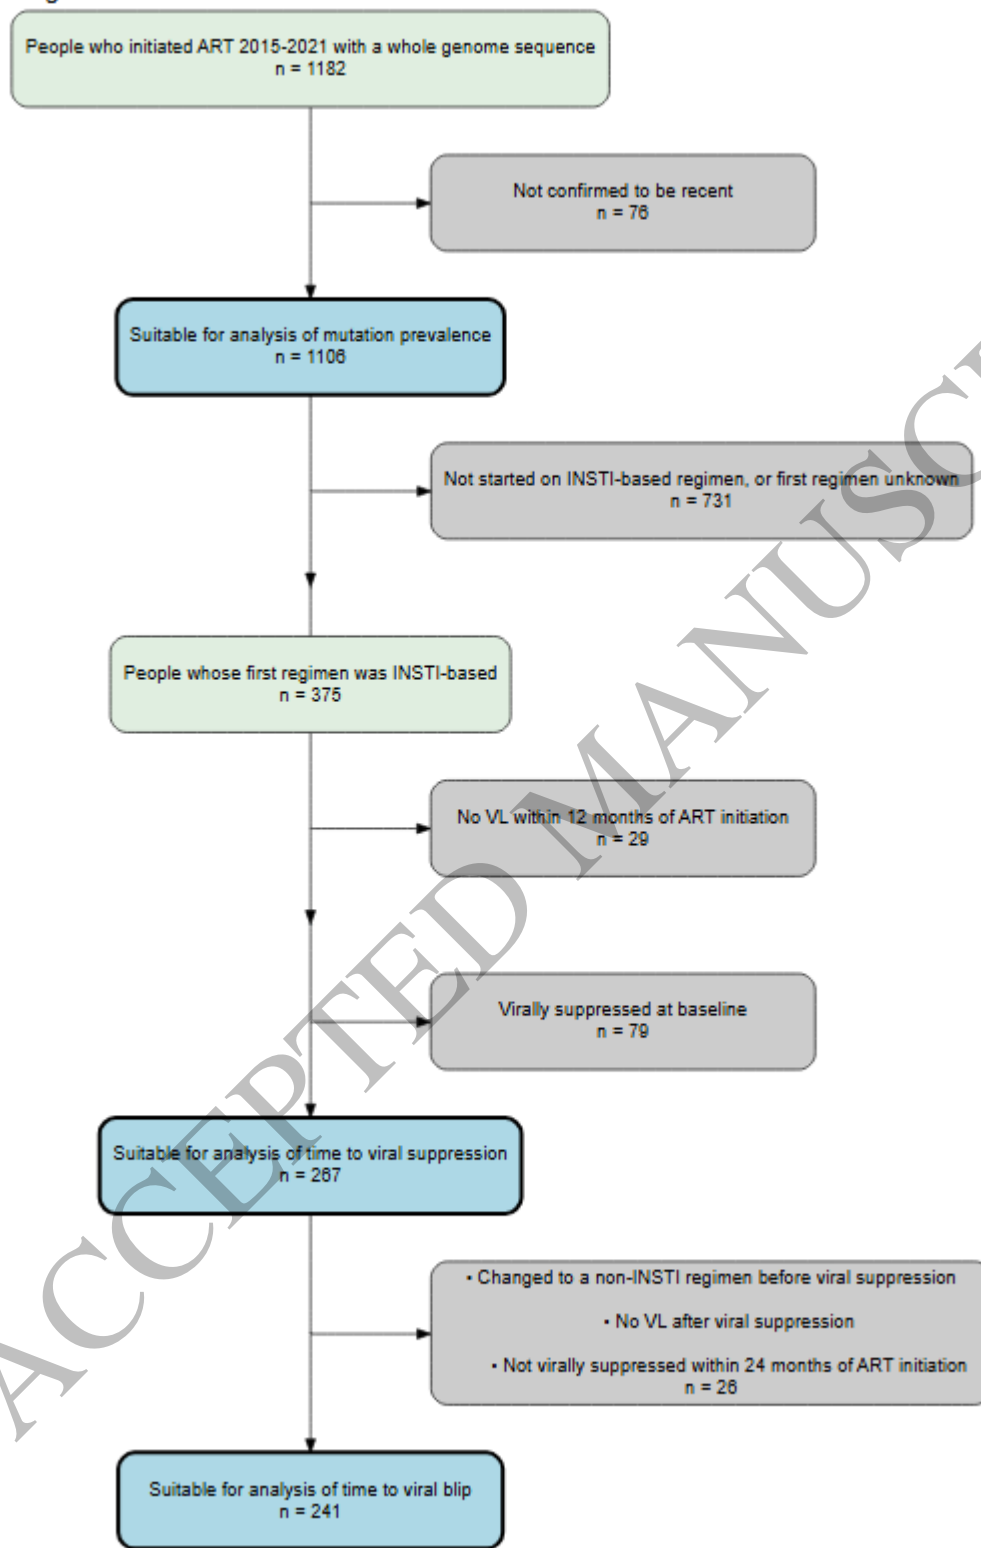 People who initiated ART 2015-2021 with a whole genome sequence
n = 1182
Not confirmed to be recent
n = 76
Suitable for analysis of mutation prevalence
n = 1106
Not started on INSTI-based regimen, or first regimen unknown
n = 731
People whose first regimen was INSTI-based
n = 375
No VL within 12 months of ART initiation
n = 29
Virally suppressed at baseline
n = 79
Suitable for analysis of time to viral suppression
n = 267
• Changed to a non-INSTI regimen before viral suppression
• No VL after viral suppression
• Not virally suppressed within 24 months of ART initiation
n = 26
Suitable for analysis of time to viral blip
n = 241
ACCEPTED MANUSC